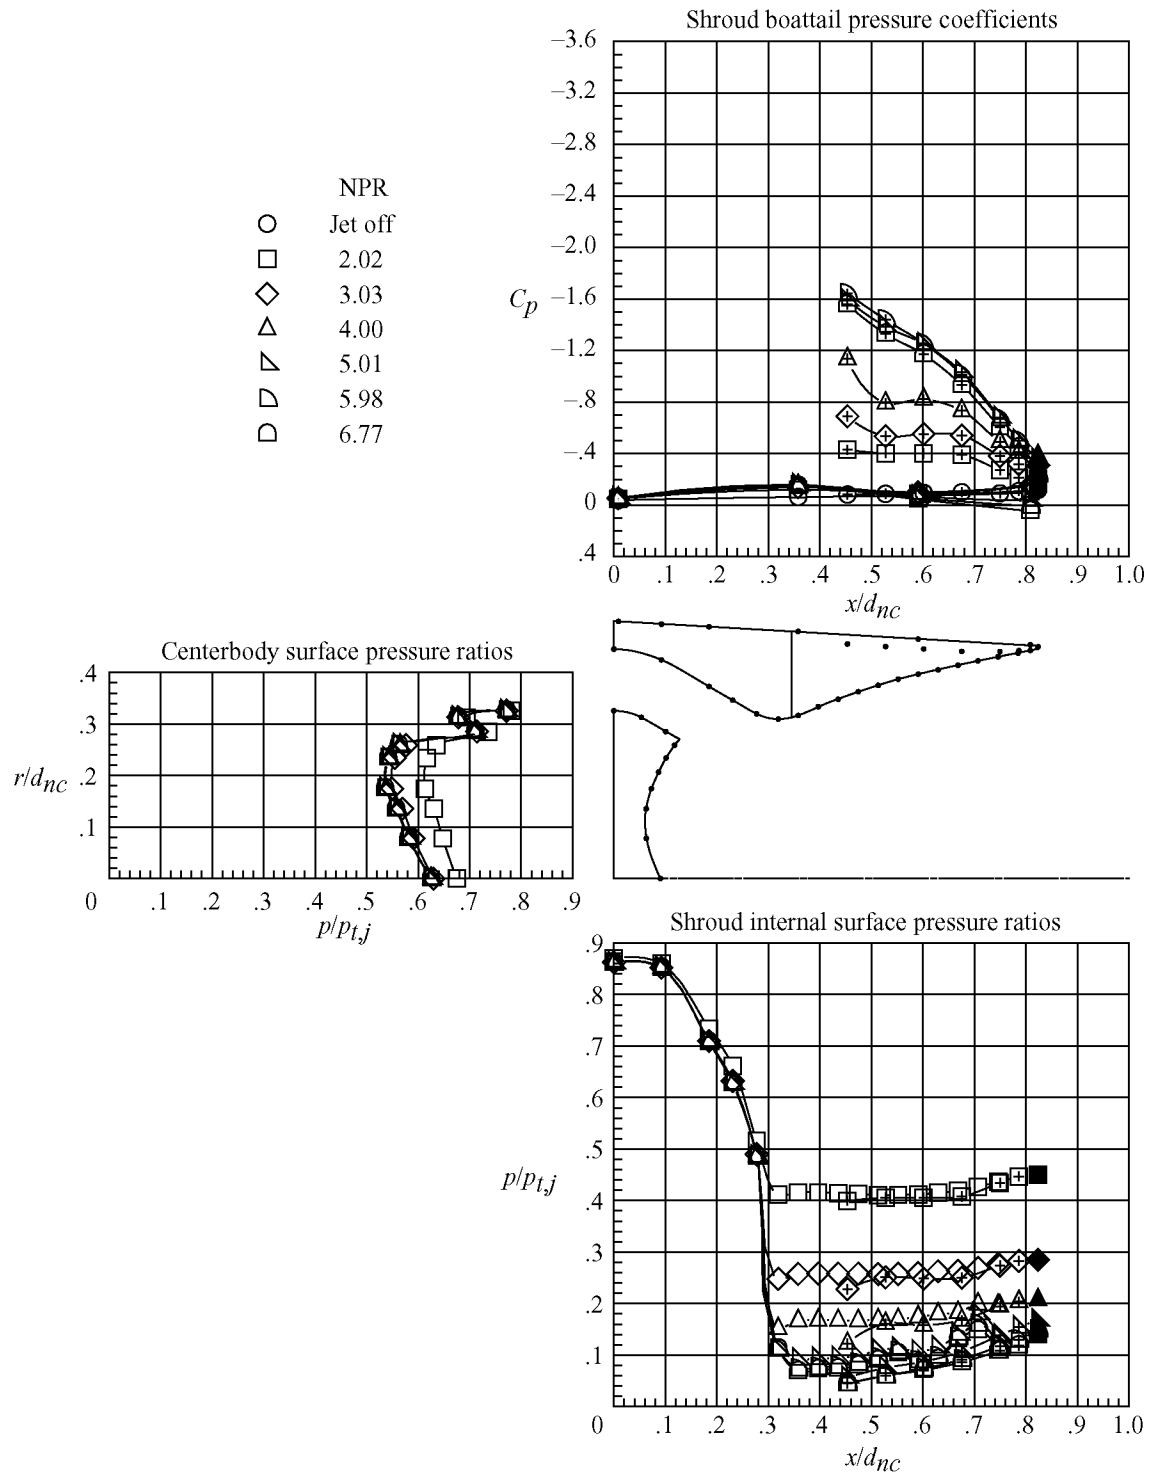 Shroud boattail pressure coefficients
–3.6
–3.2
–2.8
–2.4
–2.0
–1.6
–1.2
–.8
–.4
0
.4
Cp
0 .1 .2 .3 .4 .5 .6 .7 .8 .9 1.0
x/dnc
NPR
Jet off
2.02
3.03
4.00
5.01
5.98
6.77
Centerbody surface pressure ratios
.4
.3
.2
.1
r/dnc
0 .1 .2 .3 .4 .5 .6 .7 .8 .9
p/pt,j
Shroud internal surface pressure ratios
.9
.8
.7
.6
.5
.4
.3
.2
.1
p/pt,j
0 .1 .2 .3 .4 .5 .6 .7 .8 .9 1.0
x/dnc